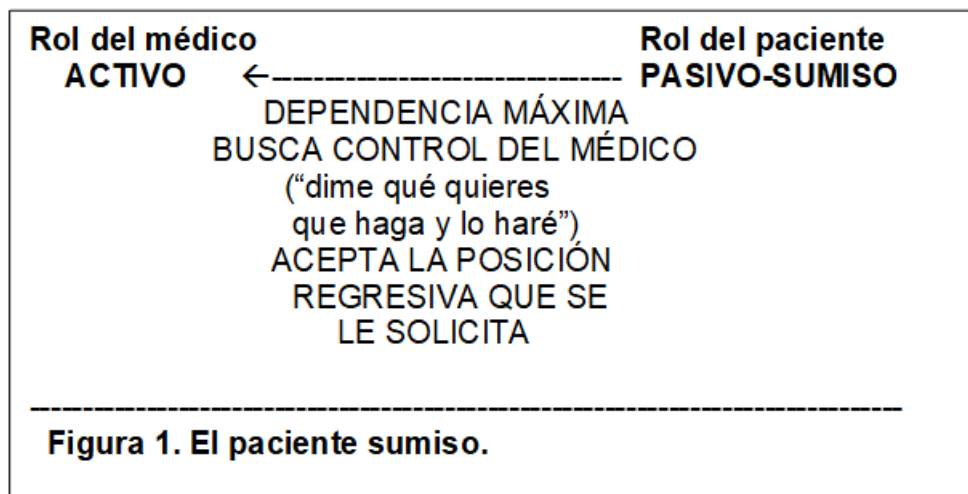 Rol del médico Rol del paciente
ACTIVO ←-------------------------------- PASIVO-SUMISO
DEPENDENCIA MÁXIMA
BUSCA CONTROL DEL MÉDICO
(“dime qué quieres
que haga y lo haré”)
ACEPTA LA POSICIÓN
REGRESIVA QUE SE
LE SOLICITA
Figura 1. El paciente sumiso.